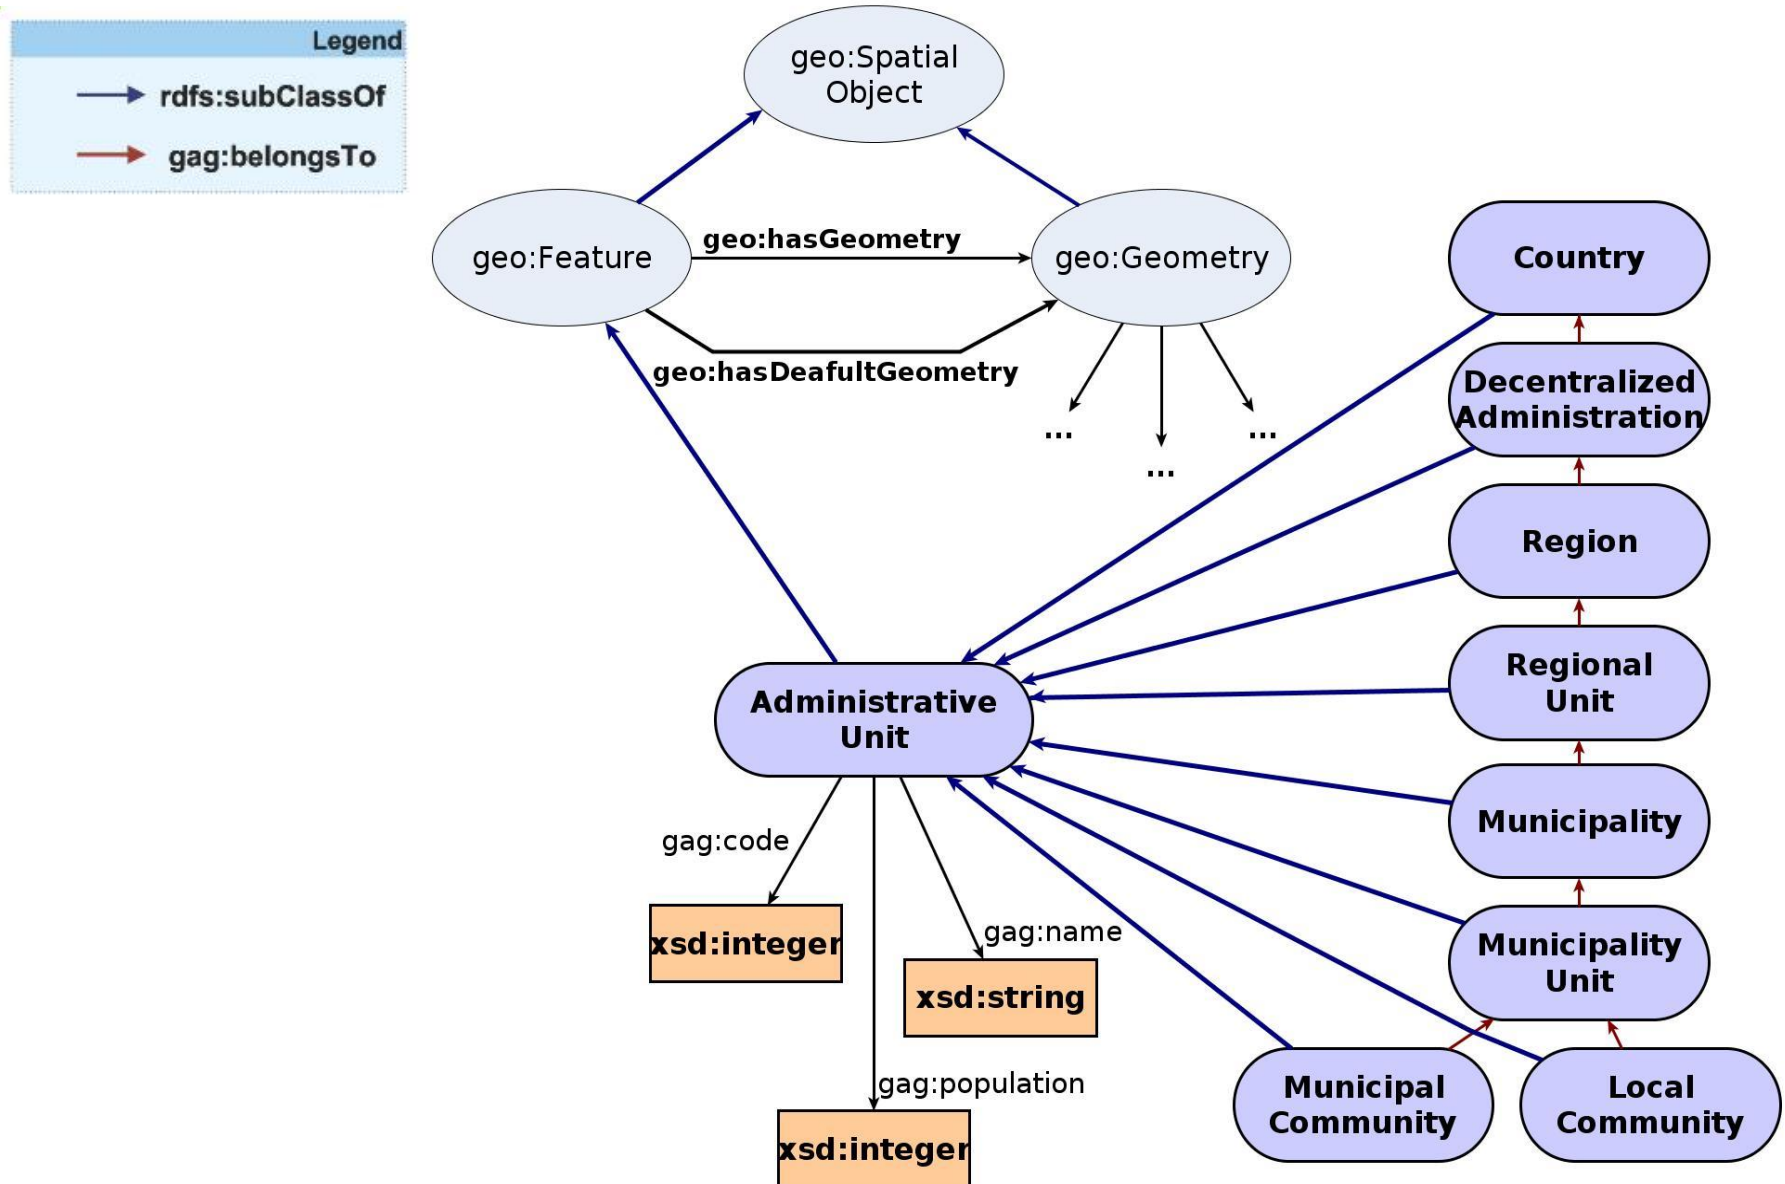 Legend
rdfs:subClassOf
gag:belongsTo
geo:Spatial
Object
geo:Feature
geo:hasGeometry
geo:Geometry
geo:hasDeafultGeometry
...
...
...
Country
Decentralized
Administration
Region
Regional
Unit
Administrative
Unit
Municipality
Municipality
Unit
Municipal
Community
Local
Community
gag:code
xsd:integer
gag:name
xsd:string
gag:population
xsd:integer